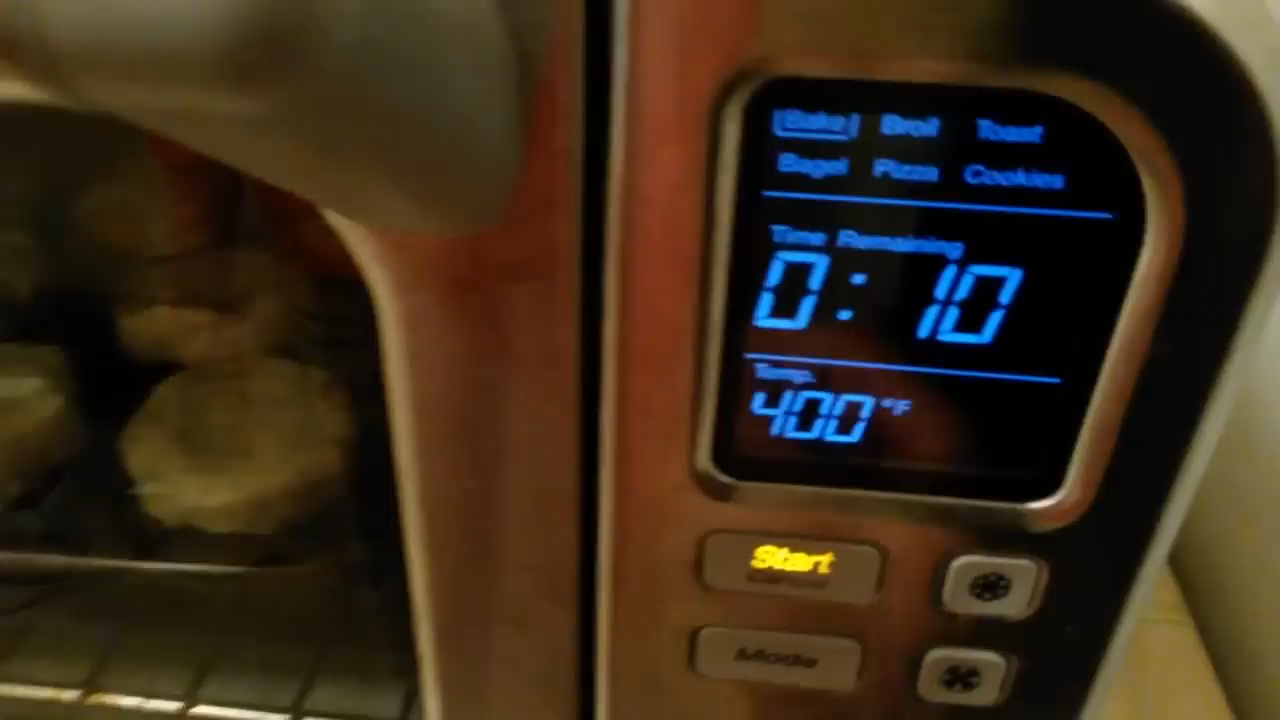 Bake Broil Toast
Bagel Pizza Cookies
Time Remaining
0:10
Temp.
400°F
Start
Mode